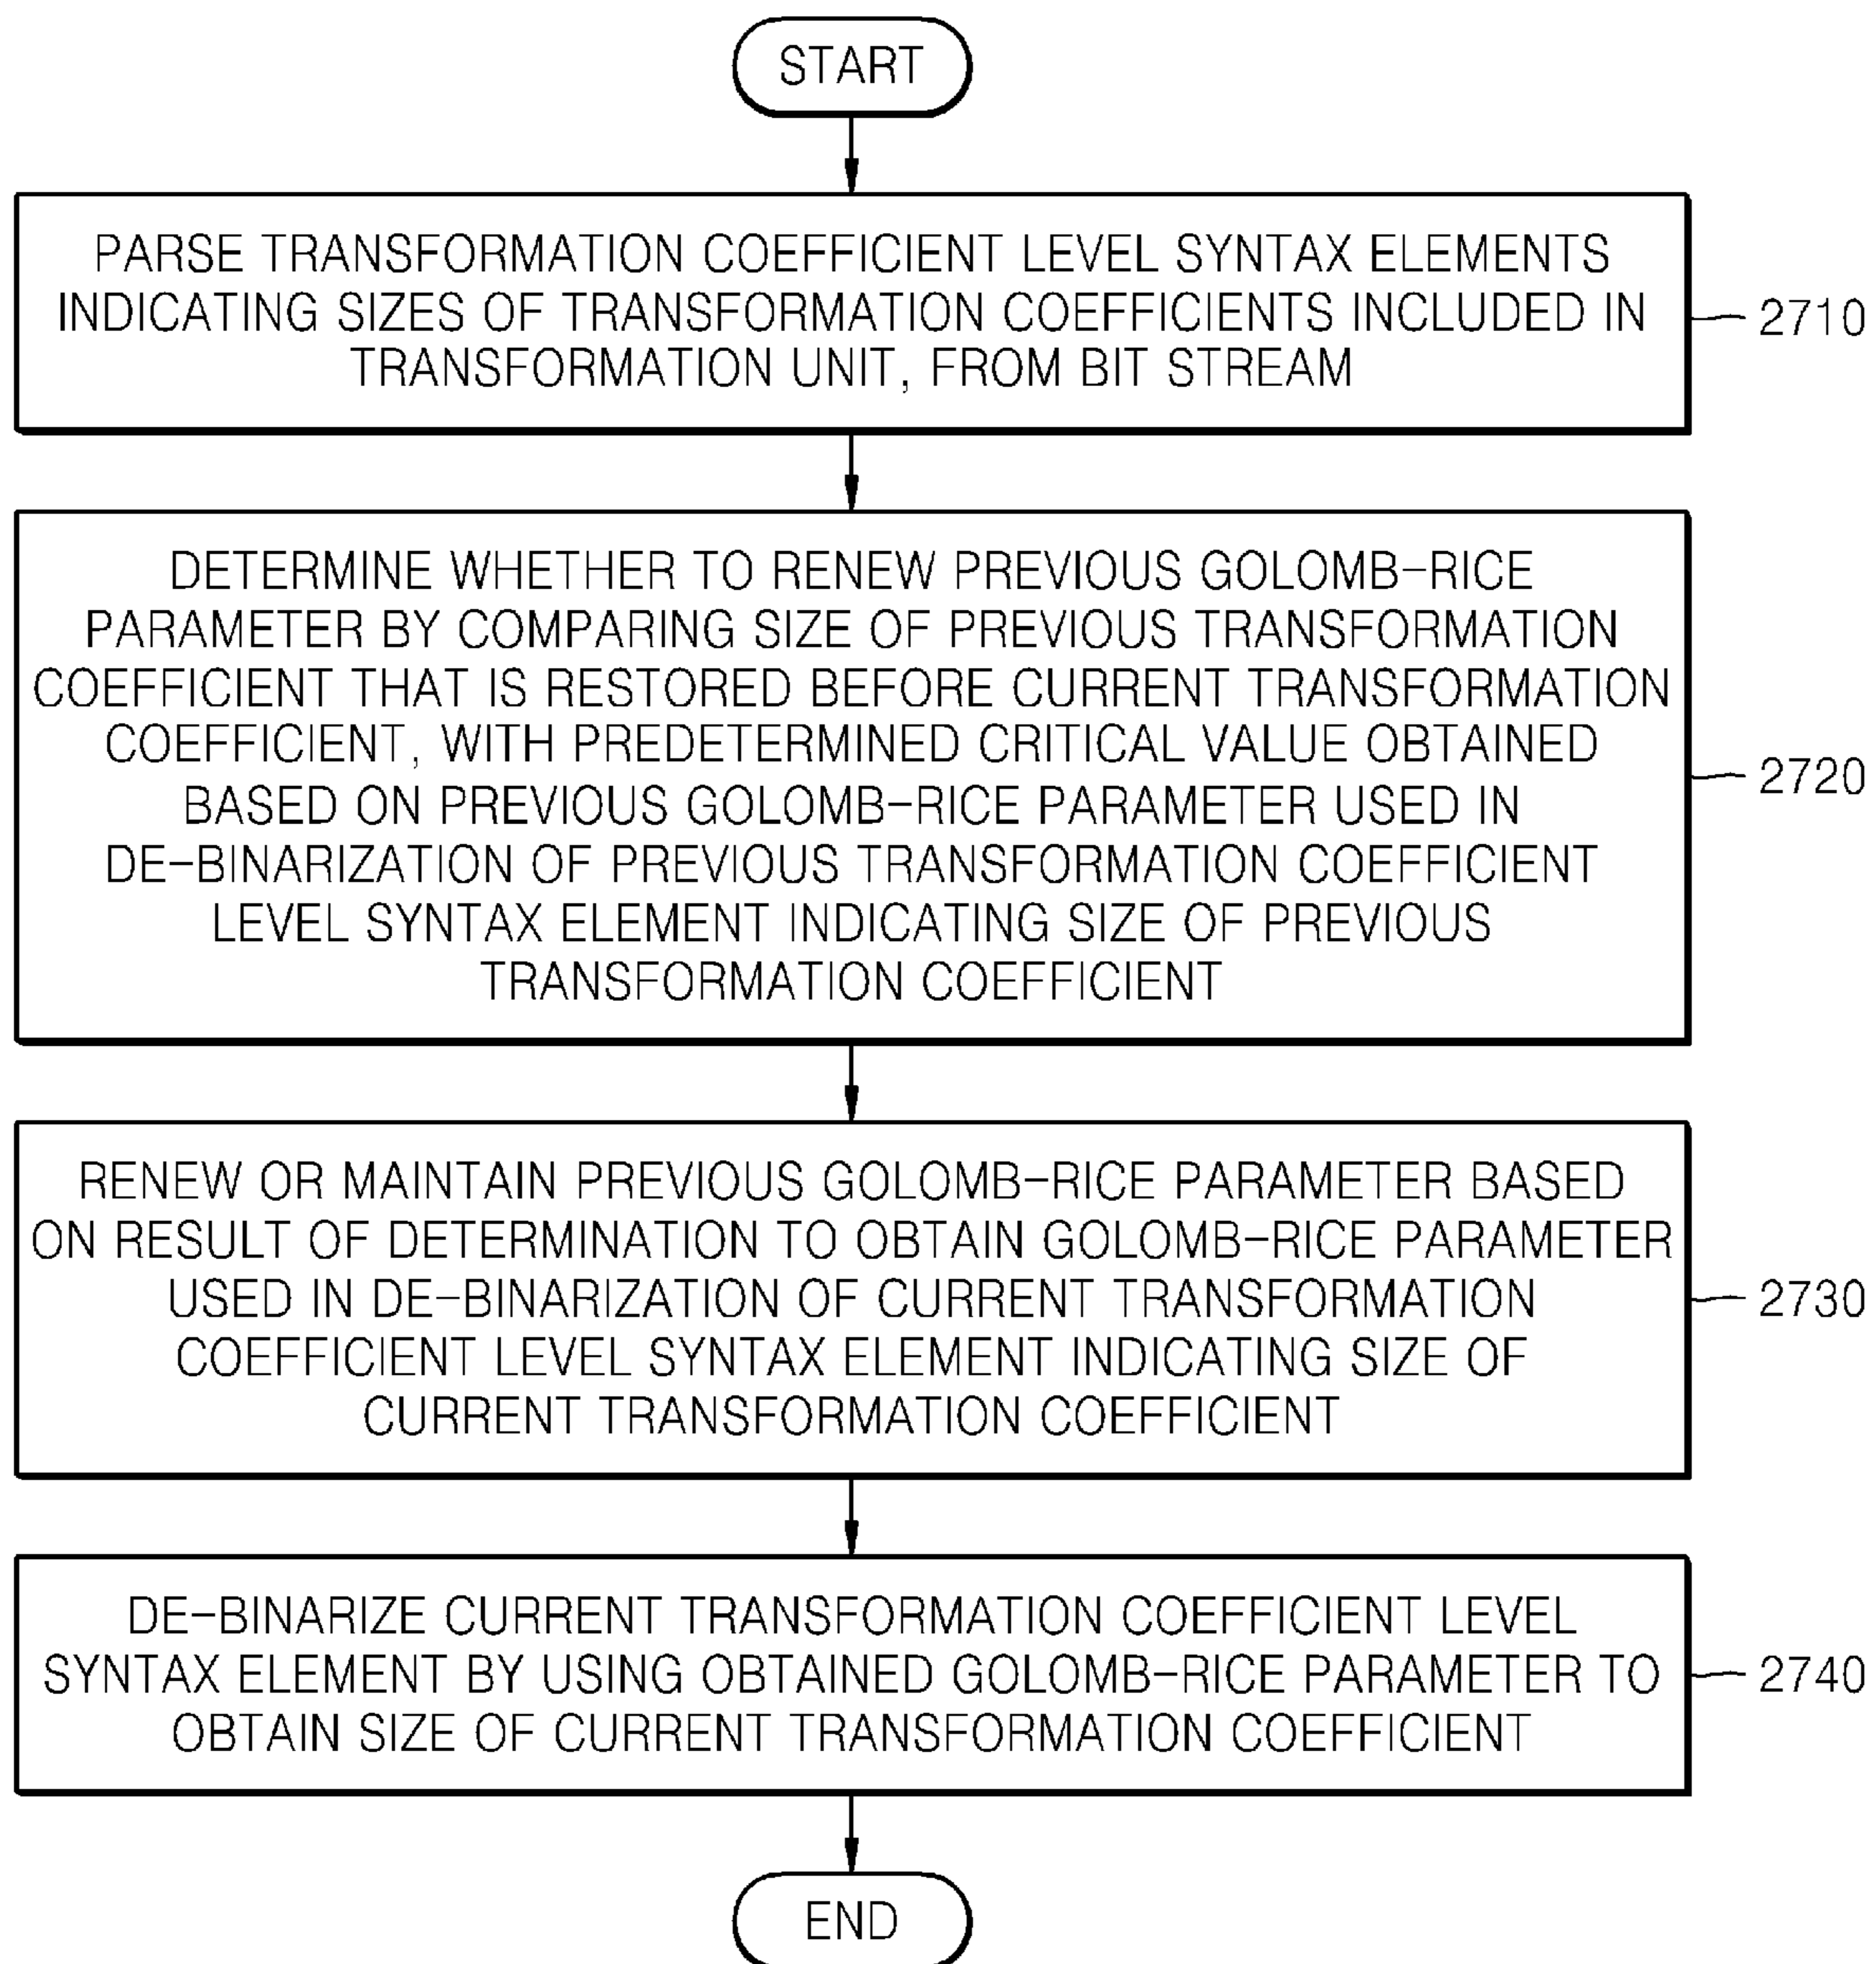 START
PARSE TRANSFORMATION COEFFICIENT LEVEL SYNTAX ELEMENTS
INDICATING SIZES OF TRANSFORMATION COEFFICIENTS INCLUDED IN
TRANSFORMATION UNIT, FROM BIT STREAM
2710
DETERMINE WHETHER TO RENEW PREVIOUS GOLOMB-RICE
PARAMETER BY COMPARING SIZE OF PREVIOUS TRANSFORMATION
COEFFICIENT THAT IS RESTORED BEFORE CURRENT TRANSFORMATION
COEFFICIENT, WITH PREDETERMINED CRITICAL VALUE OBTAINED
BASED ON PREVIOUS GOLOMB-RICE PARAMETER USED IN
DE-BINARIZATION OF PREVIOUS TRANSFORMATION COEFFICIENT
LEVEL SYNTAX ELEMENT INDICATING SIZE OF PREVIOUS
TRANSFORMATION COEFFICIENT
2720
RENEW OR MAINTAIN PREVIOUS GOLOMB-RICE PARAMETER BASED
ON RESULT OF DETERMINATION TO OBTAIN GOLOMB-RICE PARAMETER
USED IN DE-BINARIZATION OF CURRENT TRANSFORMATION
COEFFICIENT LEVEL SYNTAX ELEMENT INDICATING SIZE OF
CURRENT TRANSFORMATION COEFFICIENT
2730
DE-BINARIZE CURRENT TRANSFORMATION COEFFICIENT LEVEL
SYNTAX ELEMENT BY USING OBTAINED GOLOMB-RICE PARAMETER TO
OBTAIN SIZE OF CURRENT TRANSFORMATION COEFFICIENT
2740
END